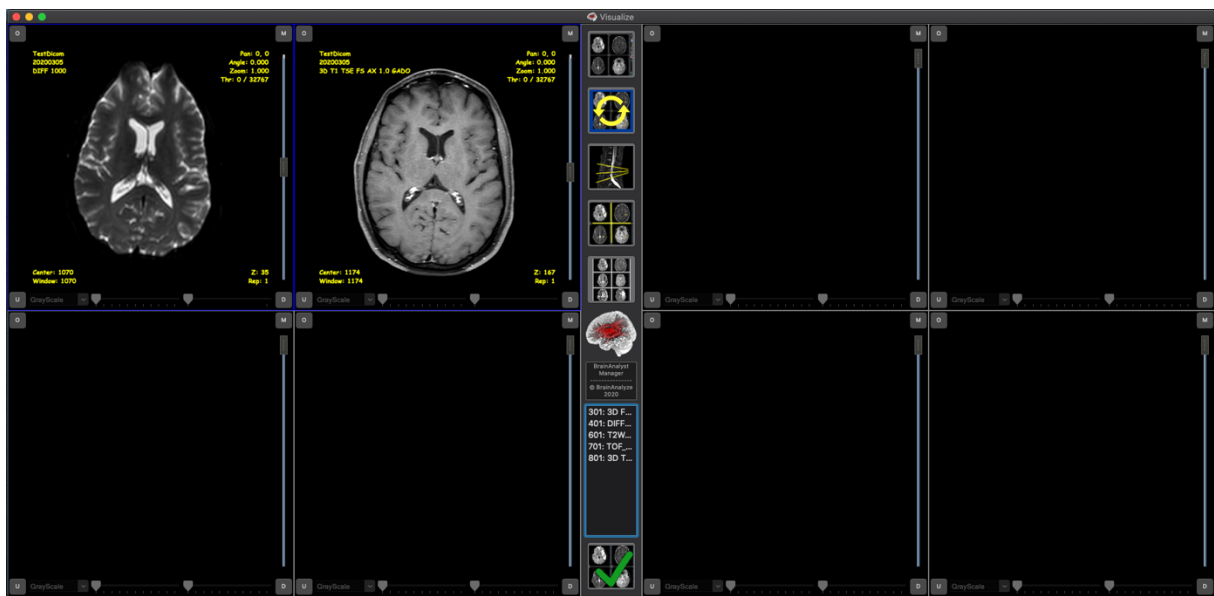 Visualize
O
M
TestDicom
20200305
DIFF 1000
Pan: 0, 0
Angle: 0.000
Zoom: 1.000
Thr: 0 / 32767
Center: 1070
Window: 1070
Z: 35
Rep: 1
U
GrayScale
D
O
M
TestDicom
20200305
3D T1 TSE FS AX 1.0 GADO
Pan: 0, 0
Angle: 0.000
Zoom: 1.000
Thr: 0 / 32767
Center: 1174
Window: 1174
Z: 167
Rep: 1
U
GrayScale
D
BrainAnalyst
Manager
----------------
© BrainAnalyze
2020
301: 3D F...
401: DIFF...
601: T2W...
701: TOF_...
801: 3D T...
O
M
U
GrayScale
D
O
M
U
GrayScale
D
O
M
U
GrayScale
D
O
M
U
GrayScale
D
O
M
U
GrayScale
D
O
M
U
GrayScale
D